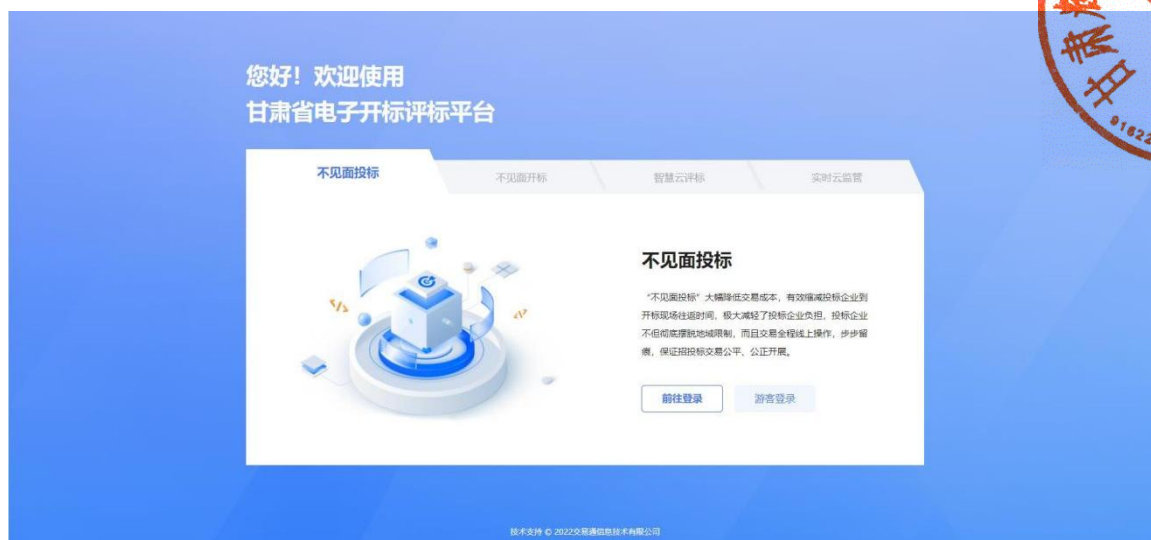 您好！欢迎使用
甘肃省电子开标评标平台
不见面投标
不见面开标
智慧云评标
实时云监管
不见面投标
“不见面投标”大幅降低交易成本，有效缩减投标企业到
开标现场往返时间，极大减轻了投标企业负担，投标企业
不但彻底摆脱地域限制，而且交易全程线上操作，步步留
痕，保证招投标交易公平、公正开展。
前往登录
游客登录
技术支持 © 2022交易通信息技术有限公司
甘肃
9162